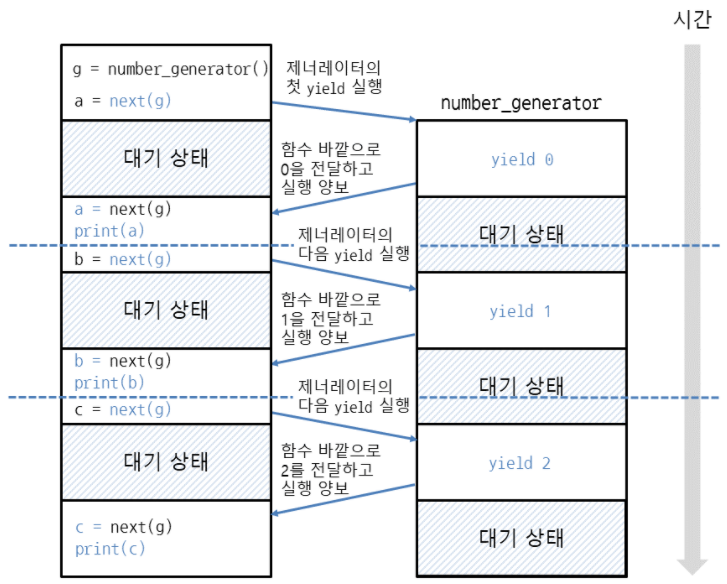 시간
g = number_generator()
a = next(g)
제너레이터의
첫 yield 실행
number_generator
대기 상태
함수 바깥으로
0을 전달하고
실행 양보
yield 0
a = next(g)
print(a)
제너레이터의
다음 yield 실행
대기 상태
b = next(g)
대기 상태
함수 바깥으로
1을 전달하고
실행 양보
yield 1
b = next(g)
print(b)
제너레이터의
다음 yield 실행
대기 상태
c = next(g)
대기 상태
함수 바깥으로
2를 전달하고
실행 양보
yield 2
c = next(g)
print(c)
대기 상태